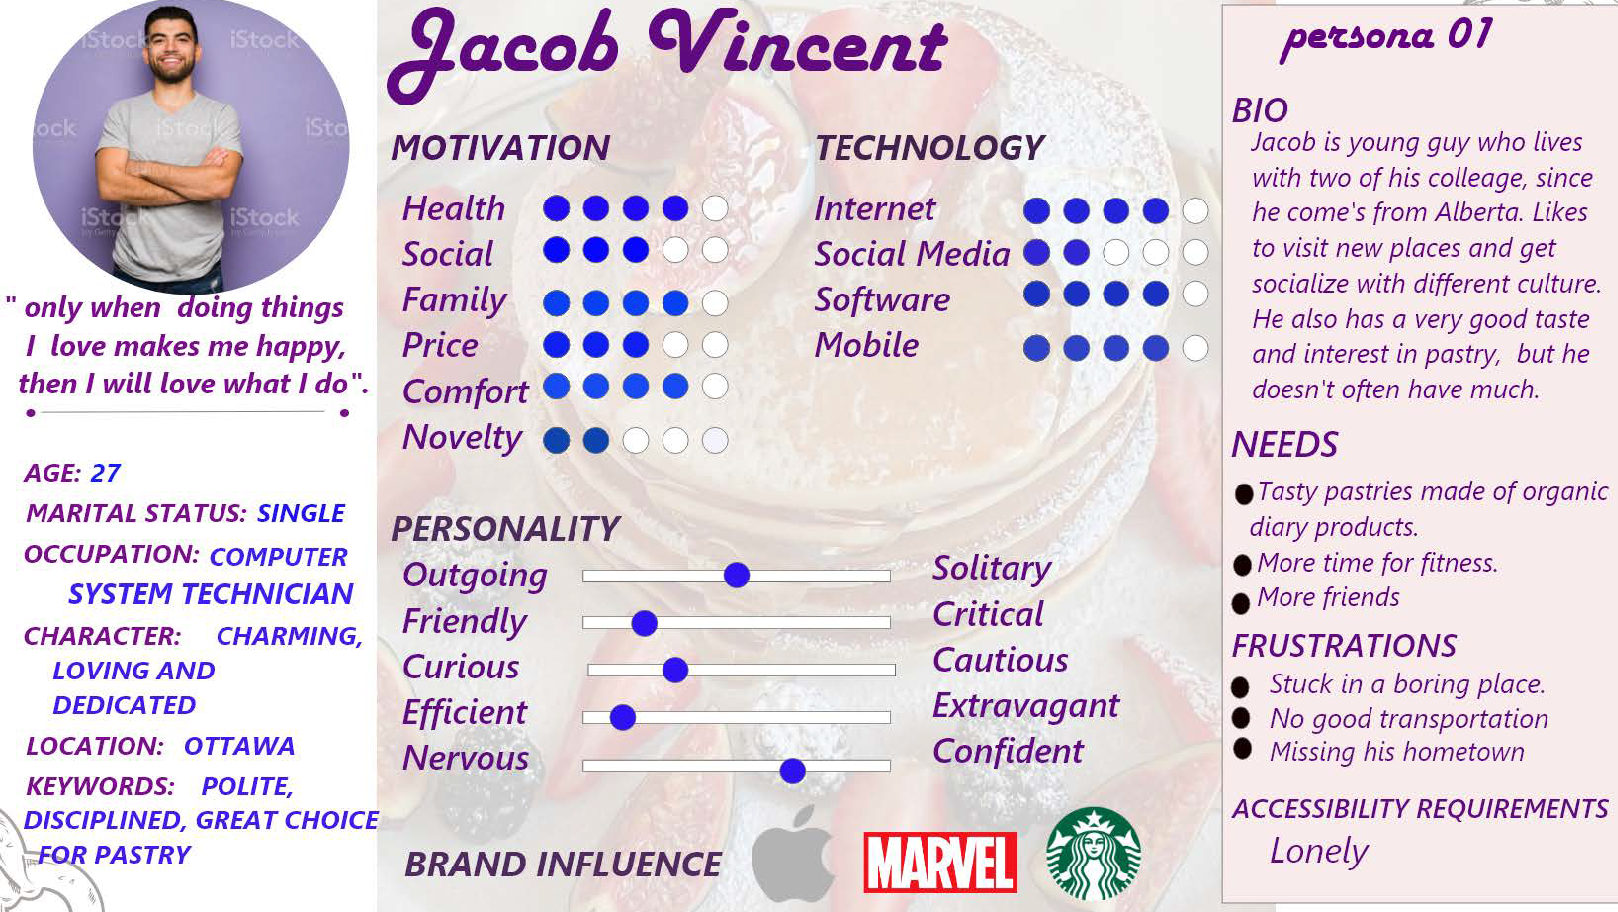 iStock
iStock
iStock
iStock
iSto
iStock
by Getty Images
iStock
by Getty Images
" only when doing things
I love makes me happy,
then I will love what I do".
AGE: 27
MARITAL STATUS: SINGLE
OCCUPATION: COMPUTER
SYSTEM TECHNICIAN
CHARACTER: CHARMING,
LOVING AND
DEDICATED
LOCATION: OTTAWA
KEYWORDS: POLITE,
DISCIPLINED, GREAT CHOICE
FOR PASTRY
Jacob Vincent
MOTIVATION
Health
Social
Family
Price
Comfort
Novelty
TECHNOLOGY
Internet
Social Media
Software
Mobile
PERSONALITY
Outgoing Solitary
Friendly Critical
Curious Cautious
Efficient Extravagant
Nervous Confident
BRAND INFLUENCE
MARVEL
persona 01
BIO
Jacob is young guy who lives
with two of his colleage, since
he come's from Alberta. Likes
to visit new places and get
socialize with different culture.
He also has a very good taste
and interest in pastry, but he
doesn't often have much.
NEEDS
Tasty pastries made of organic
diary products.
More time for fitness.
More friends
FRUSTRATIONS
Stuck in a boring place.
No good transportation
Missing his hometown
ACCESSIBILITY REQUIREMENTS
Lonely